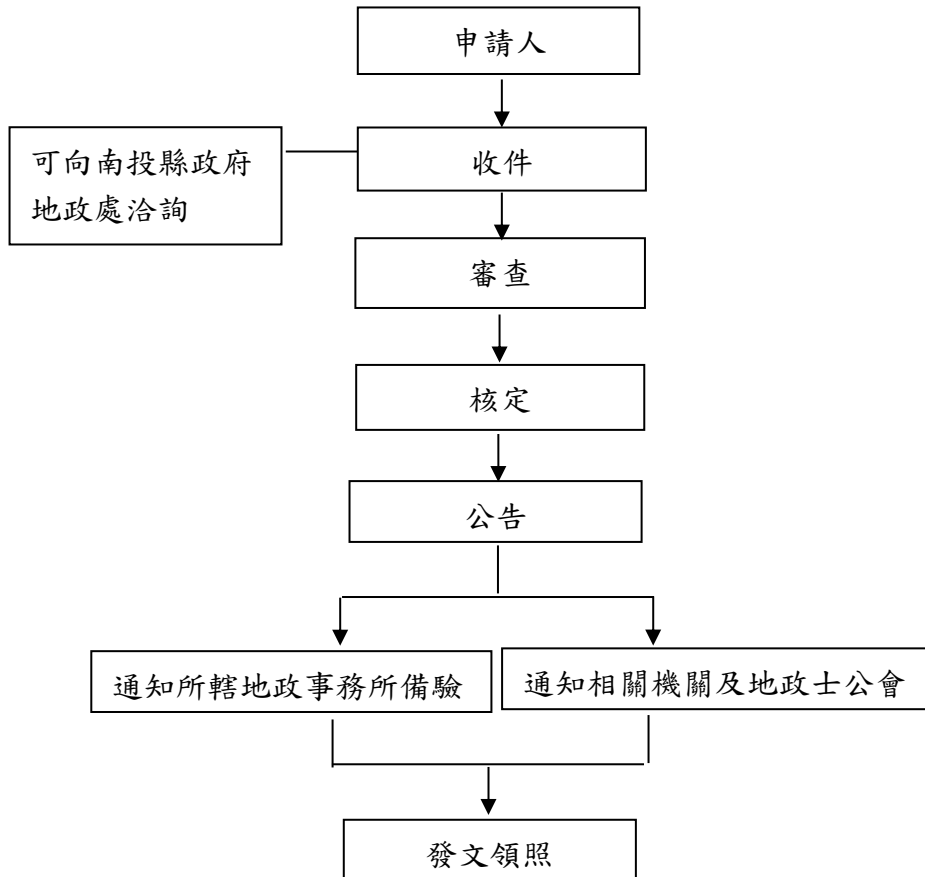 申請人
收件
可向南投縣政府
地政處洽詢
審查
核定
公告
通知所轄地政事務所備驗
通知相關機關及地政士公會
發文領照